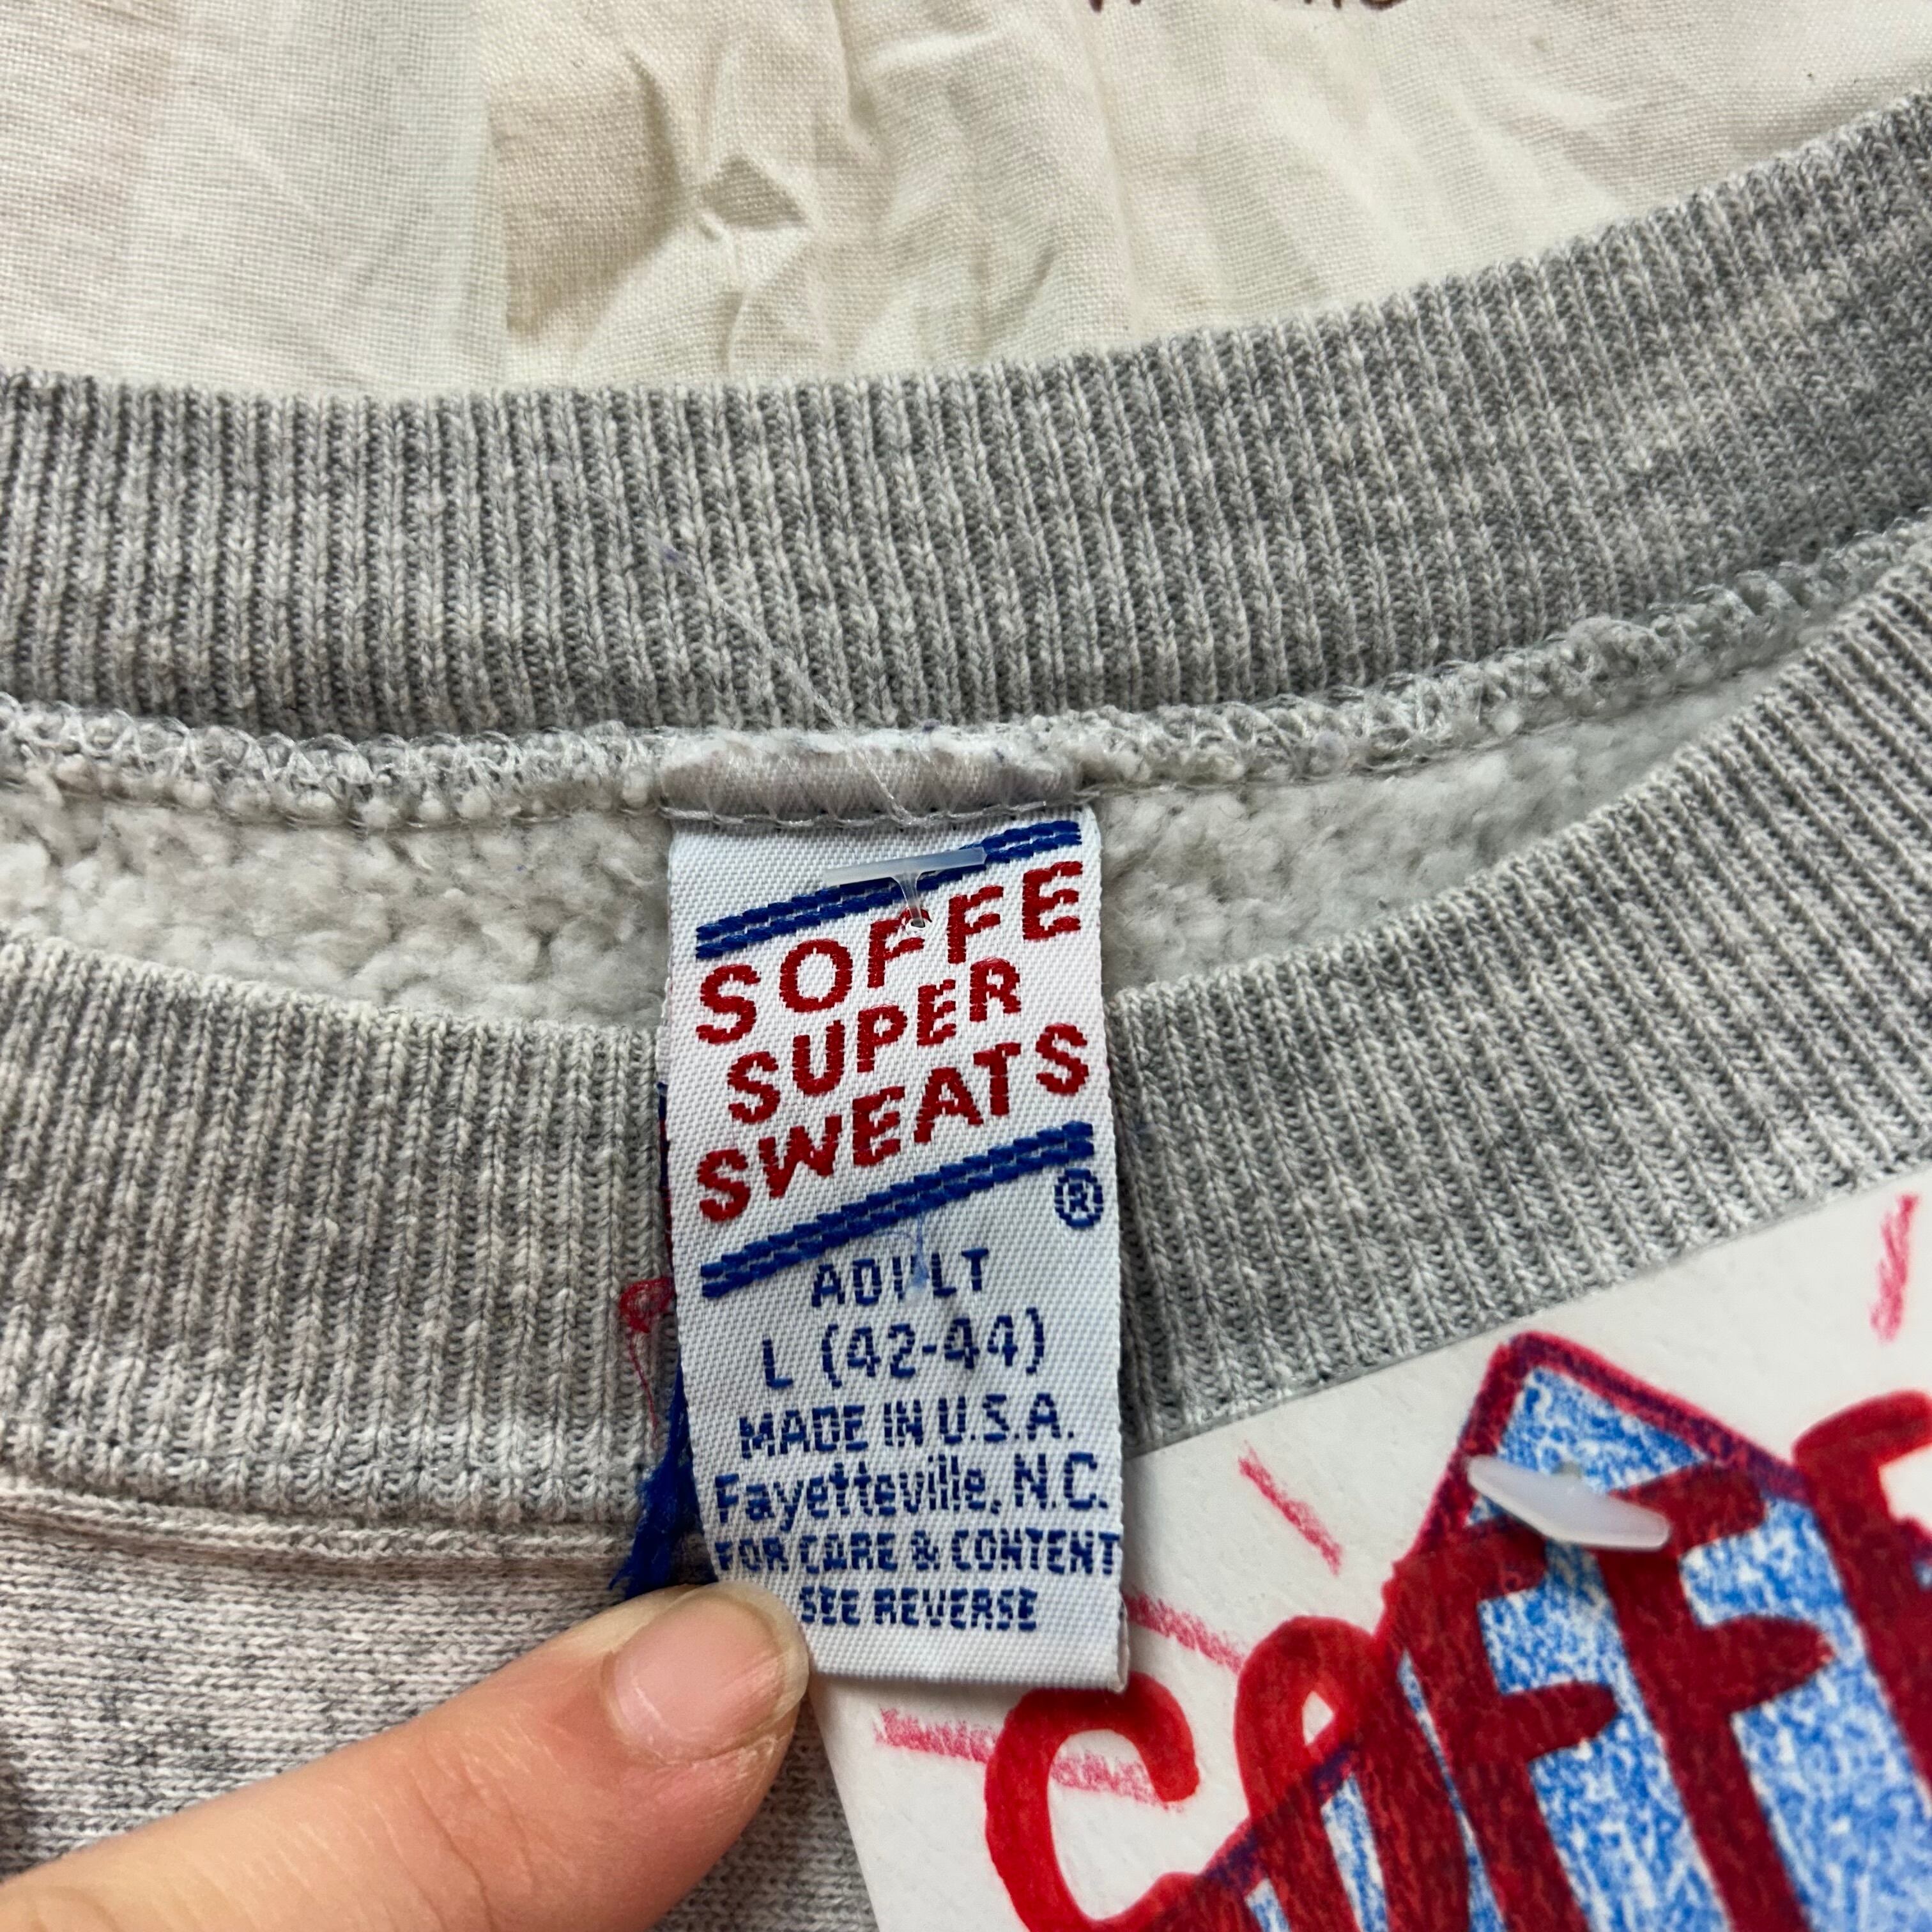 SOFFE
SUPER
SWEATS
®
ADULT
L (42-44)
MADE IN U.S.A.
Fayetteville, N.C.
FOR CARE & CONTENT
SEE REVERSE